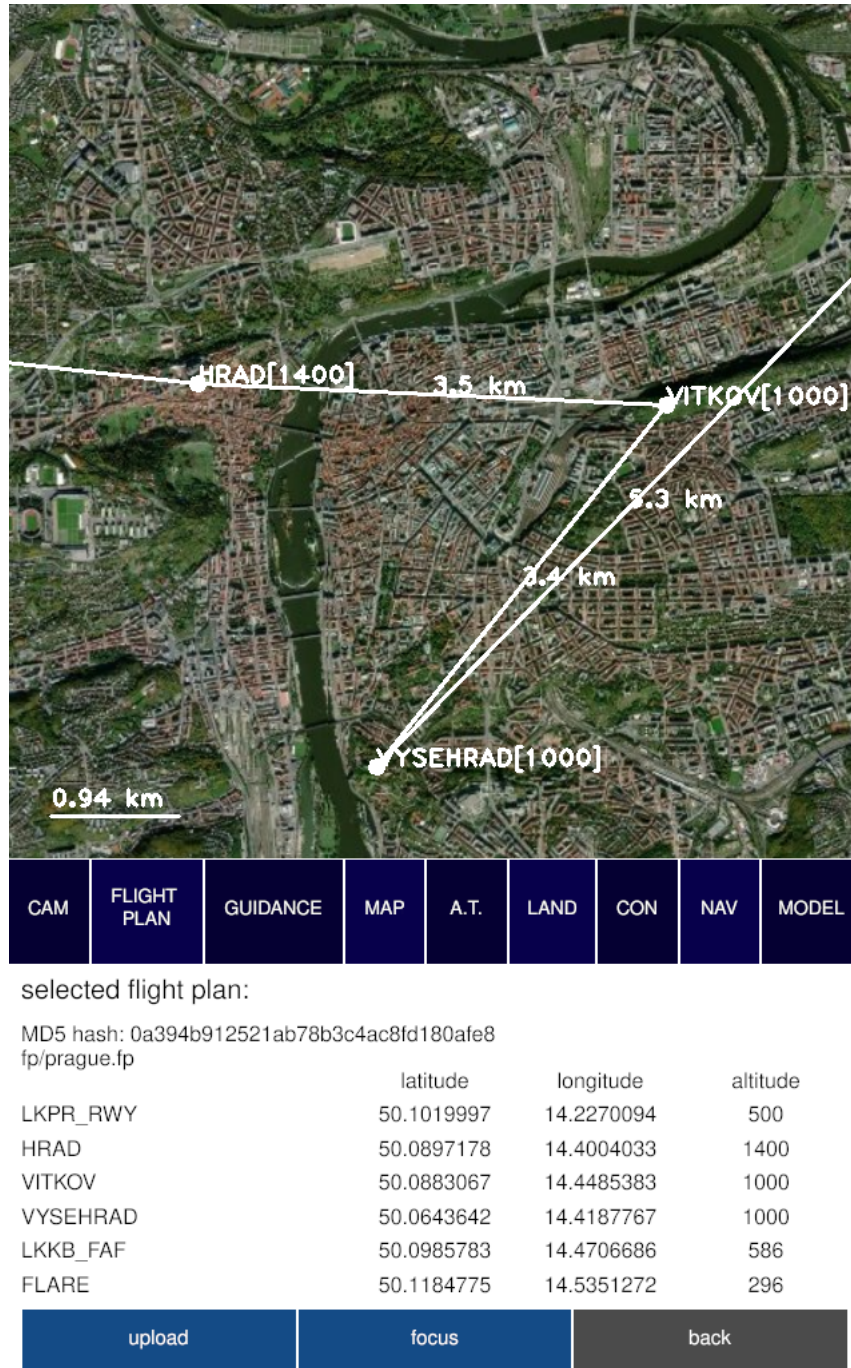 HRAD[1400]
3.5 km
VITKOV[1000]
5.3 km
3.4 km
VYSEHRAD[1000]
0.94 km
CAM
FLIGHT
PLAN
GUIDANCE
MAP
A.T.
LAND
CON
NAV
MODEL
selected flight plan:
MD5 hash: 0a394b912521ab78b3c4ac8fd180afe8
fp/prague.fp
latitude longitude altitude
LKPR_RWY 50.1019997 14.2270094 500
HRAD 50.0897178 14.4004033 1400
VITKOV 50.0883067 14.4485383 1000
VYSEHRAD 50.0643642 14.4187767 1000
LKKB_FAF 50.0985783 14.4706686 586
FLARE 50.1184775 14.5351272 296
upload focus back